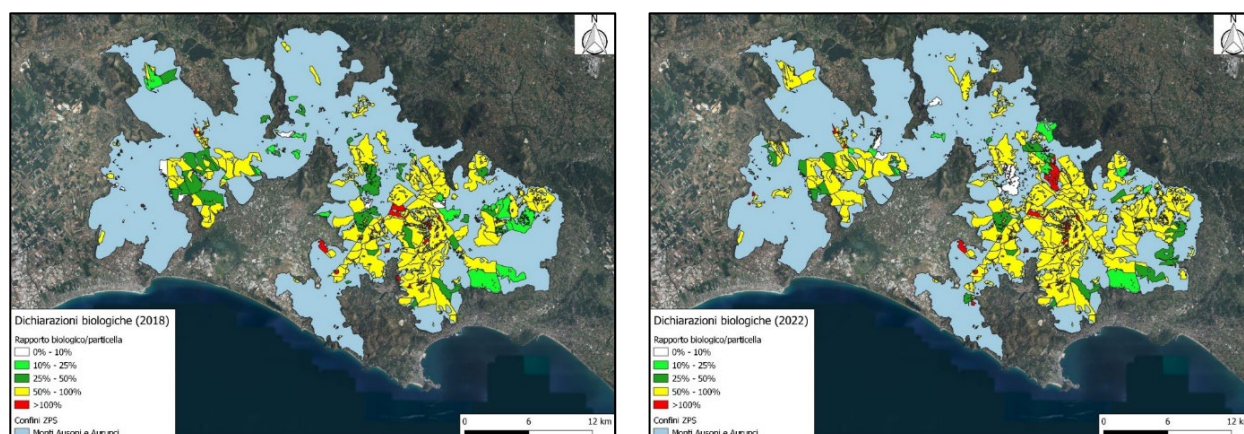 N
Dichiarazioni biologiche (2018)
Rapporto biologico/particella
0% - 10%
10% - 25%
25% - 50%
50% - 100%
>100%
Confini ZPS
Monti Ausoni e Aurunci
0 6 12 km
N
Dichiarazioni biologiche (2022)
Rapporto biologico/particella
0% - 10%
10% - 25%
25% - 50%
50% - 100%
>100%
Confini ZPS
Monti Ausoni e Aurunci
0 6 12 km